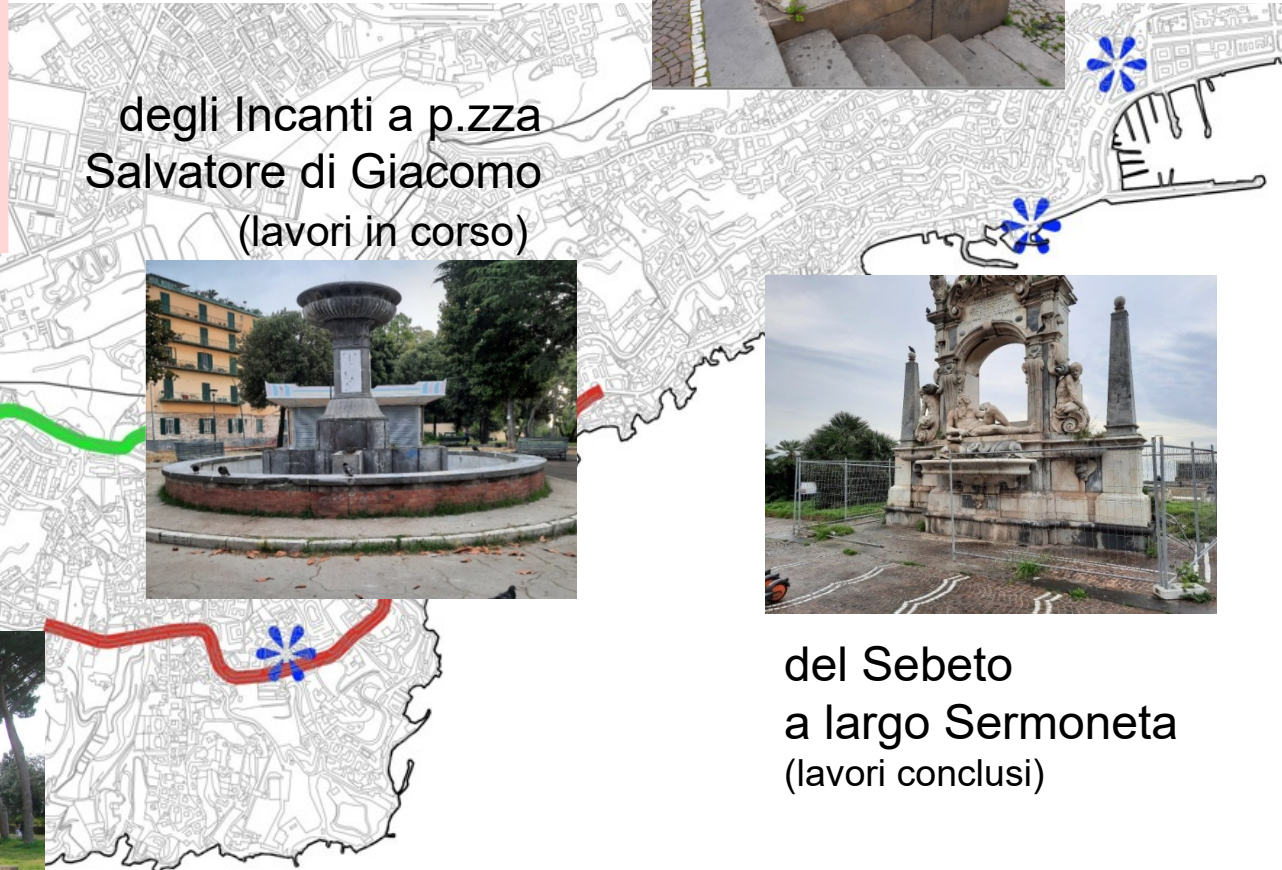 degli Incanti a p.zza
Salvatore di Giacomo
(lavori in corso)
del Sebeto
a largo Sermoneta
(lavori conclusi)